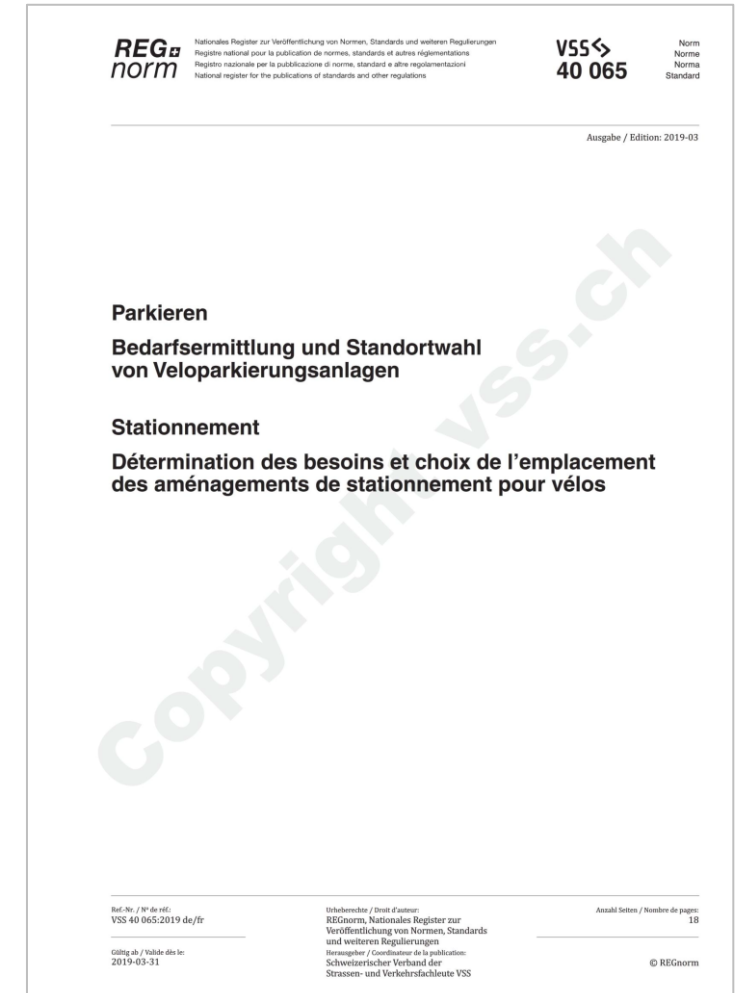 REG norm
Nationales Register zur Veröffentlichung von Normen, Standards und weiteren Regulierungen
Registre national pour la publication de normes, standards et autres réglementations
Registro nazionale per la pubblicazione di norme, standard e altre regolamentazioni
National register for the publications of standards and other regulations
VSS
40 065
Norm
Norme
Norma
Standard
Ausgabe / Edition: 2019-03
Parkieren
Bedarfsermittlung und Standortwahl
von Veloparkierungsanlagen
Stationnement
Détermination des besoins et choix de l'emplacement
des aménagements de stationnement pour vélos
Copyright vss.ch
Ref.-Nr. / Nº de réf.:
VSS 40 065:2019 de/fr
Gültig ab / Valide dès le:
2019-03-31
Urheberrechte / Droit d'auteur:
REGnorm, Nationales Register zur
Veröffentlichung von Normen, Standards
und weiteren Regulierungen
Herausgeber / Coordinateur de la publication:
Schweizerischer Verband der
Strassen- und Verkehrsfachleute VSS
Anzahl Seiten / Nombre de pages:
18
© REGnorm